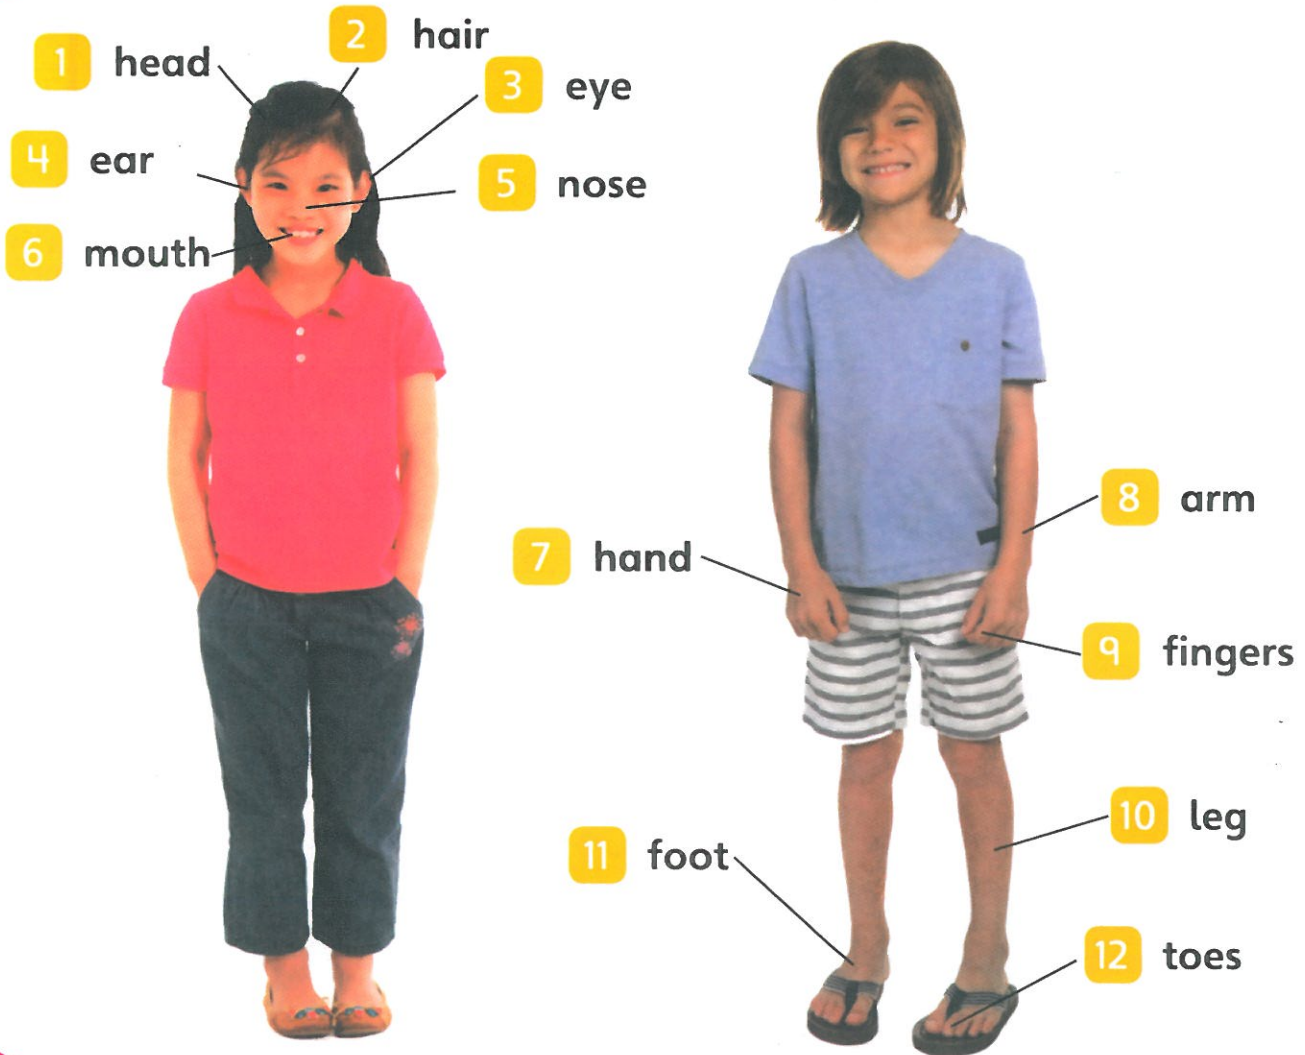 1 head
2 hair
3 eye
4 ear
5 nose
6 mouth
7 hand
8 arm
9 fingers
10 leg
11 foot
12 toes